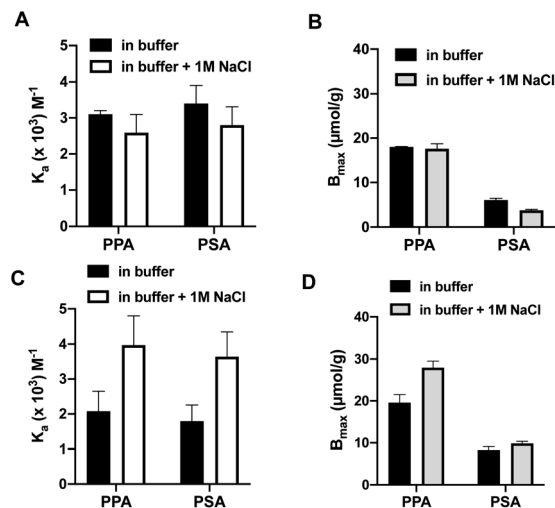 A
in buffer
in buffer + 1M NaCl
Ka (x 10³) M⁻¹
5
4
3
2
1
0
PPA
PSA
B
in buffer
in buffer + 1M NaCl
Bmax (µmol/g)
40
30
20
10
0
PPA
PSA
C
in buffer
in buffer + 1M NaCl
Ka (x 10³) M⁻¹
5
4
3
2
1
0
PPA
PSA
D
in buffer
in buffer + 1M NaCl
Bmax (µmol/g)
40
30
20
10
0
PPA
PSA